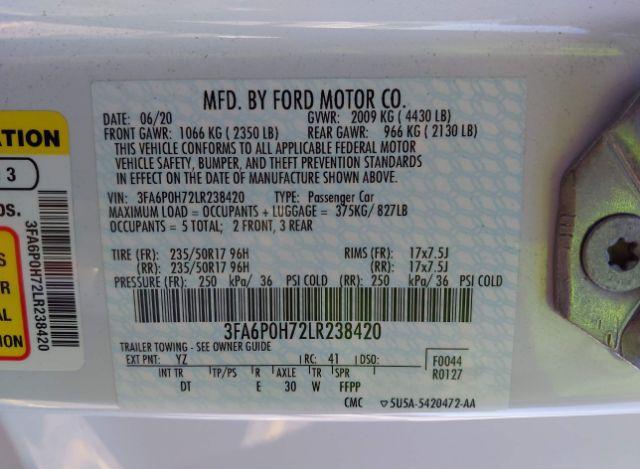 MFD. BY FORD MOTOR CO.
DATE: 06/20 GVWR: 2009 KG ( 4430 LB)
FRONT GAWR: 1066 KG ( 2350 LB) REAR GAWR: 966 KG ( 2130 LB)
THIS VEHICLE CONFORMS TO ALL APPLICABLE FEDERAL MOTOR
VEHICLE SAFETY, BUMPER, AND THEFT PREVENTION STANDARDS
IN EFFECT ON THE DATE OF MANUFACTURE SHOWN ABOVE.
VIN: 3FA6P0H72LR238420 TYPE: Passenger Car
MAXIMUM LOAD = OCCUPANTS + LUGGAGE = 375KG/ 827LB
OCCUPANTS = 5 TOTAL; 2 FRONT, 3 REAR
TIRE (FR): 235/50R17 96H RIMS (FR): 17x7.5J
(RR): 235/50R17 96H (RR): 17x7.5J
PRESSURE (FR): 250 kPa/ 36 PSI COLD (RR): 250 kPa/ 36 PSI COLD
3FA6P0H72LR238420
TRAILER TOWING - SEE OWNER GUIDE
EXT PNT: YZ RC: 41 DSO: F0044
INT TR TP/PS R AXLE TR SPR R0127
DT E 30 W FFPP
CMC ▽5U5A-5420472-AA
ATION
3
DS.
R
AL
ION
3FA6P0H72LR238420